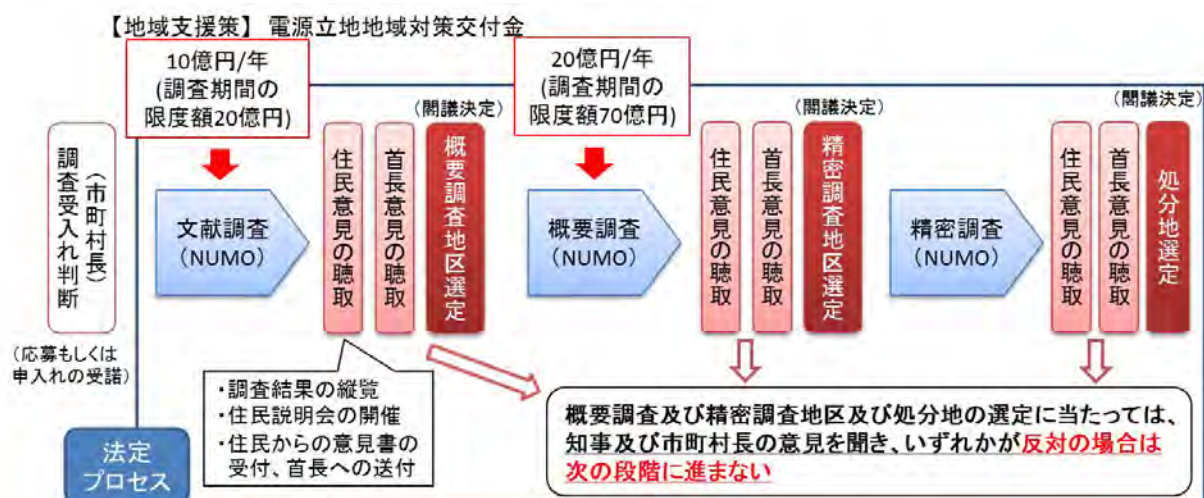 【地域支援策】 電源立地地域対策交付金
10億円/年
(調査期間の
限度額20億円)
20億円/年
(調査期間の
限度額70億円)
(閣議決定)
(閣議決定)
(閣議決定)
(市町村長)
調査受入れ判断
文献調査
(NUMO)
住民意見の聴取
首長意見の聴取
概要調査地区選定
概要調査
(NUMO)
住民意見の聴取
首長意見の聴取
精密調査地区選定
精密調査
(NUMO)
住民意見の聴取
首長意見の聴取
処分地選定
(応募もしくは
申入れの受諾)
・調査結果の縦覧
・住民説明会の開催
・住民からの意見書の
受付、首長への送付
概要調査及び精密調査地区及び処分地の選定に当たっては、
知事及び市町村長の意見を聞き、いずれかが反対の場合は
次の段階に進まない
法定
プロセス